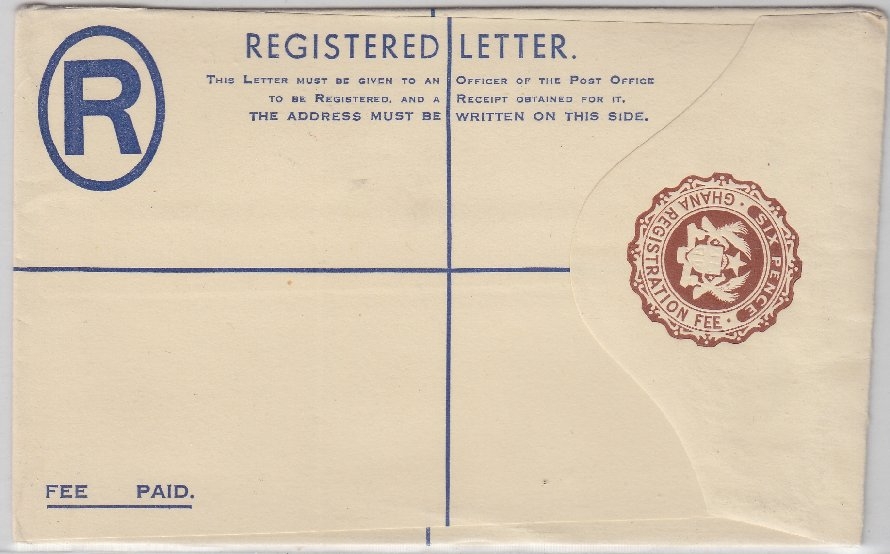 R
REGISTERED LETTER.
THIS LETTER MUST BE GIVEN TO AN OFFICER OF THE POST OFFICE
TO BE REGISTERED, AND A RECEIPT OBTAINED FOR IT.
THE ADDRESS MUST BE WRITTEN ON THIS SIDE.
GHANA REGISTRATION FEE · SIX PENCE ·
FEE PAID.